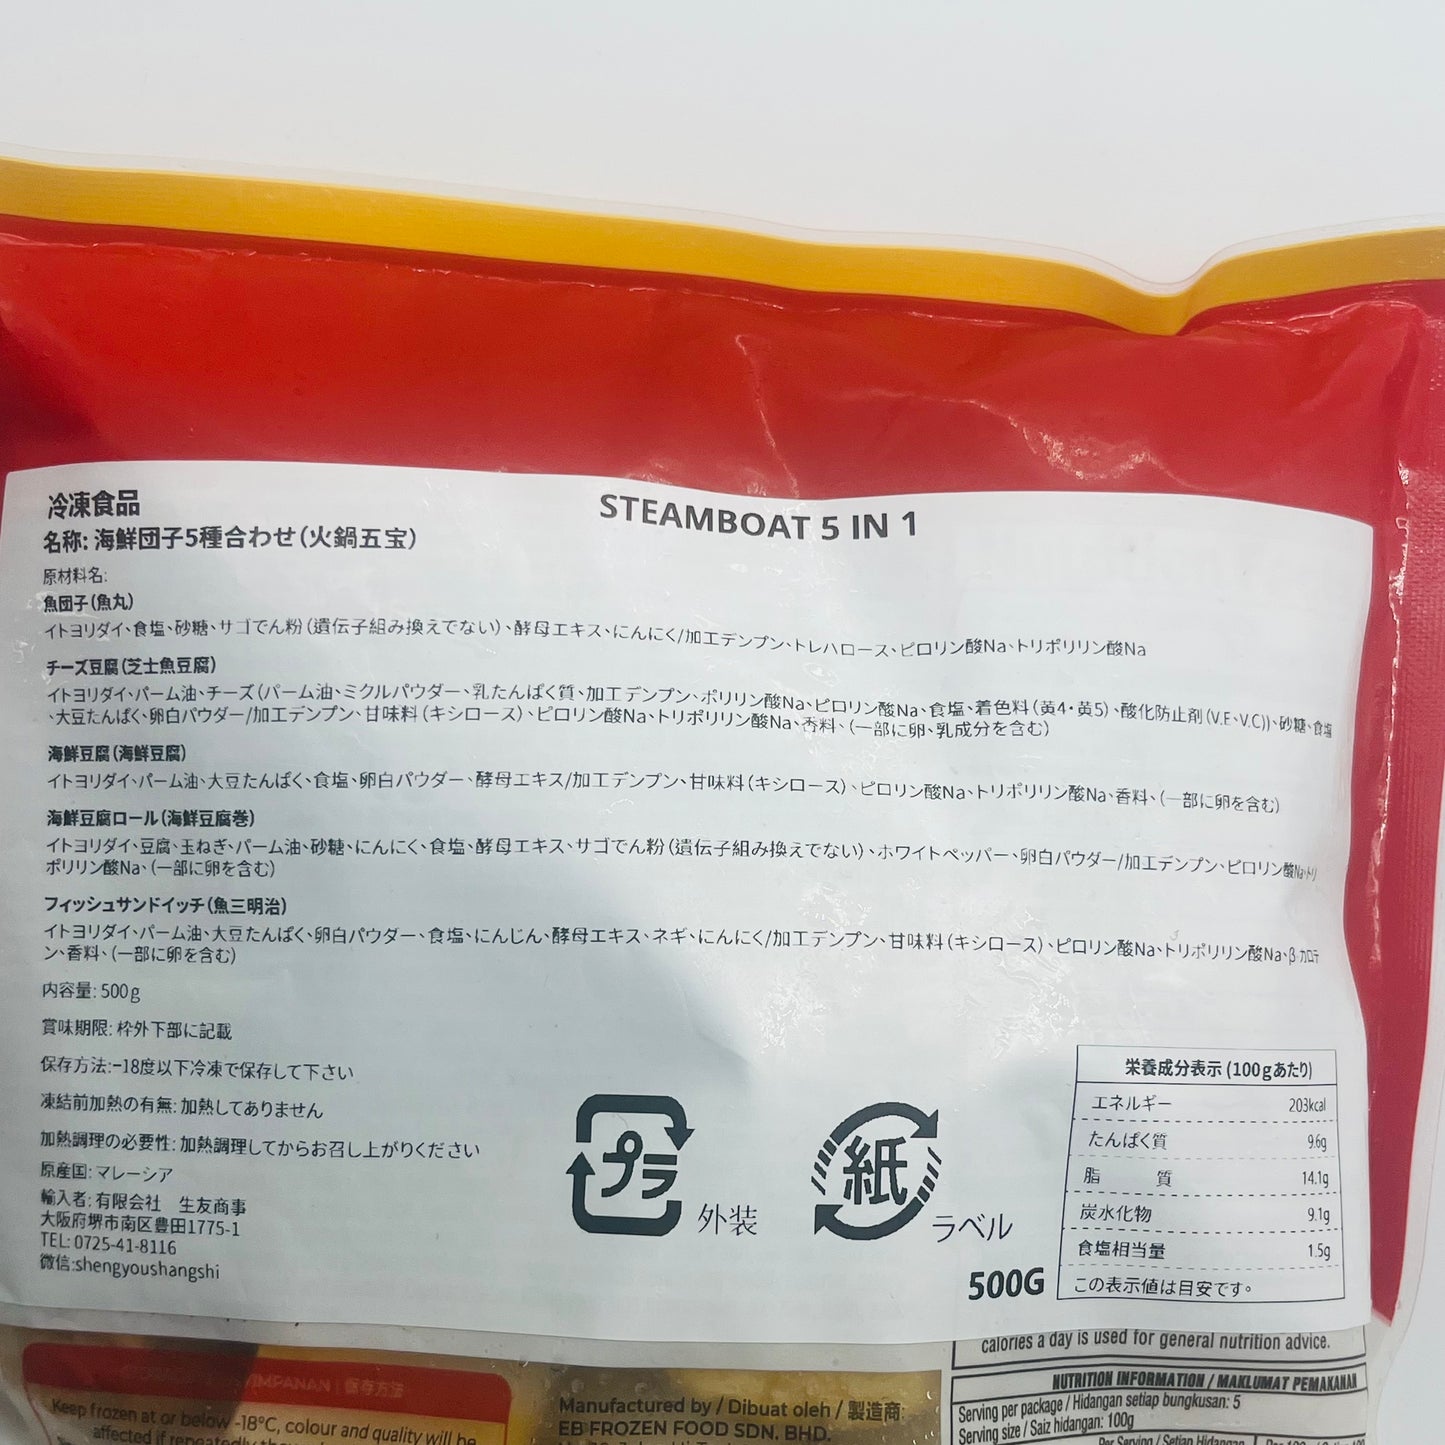 冷凍食品
STEAMBOAT 5 IN 1
名称: 海鮮団子5種合わせ(火鍋五宝)
原材料名:
魚団子(魚丸)
イトヨリダイ、食塩、砂糖、サゴでん粉(遺伝子組み換えでない)、酵母エキス、にんにく/加工デンプン、トレハロース、ピロリン酸Na、トリポリリン酸Na
チーズ豆腐(芝士魚豆腐)
イトヨリダイ、パーム油、チーズ(パーム油、ミクルパウダー、乳たんぱく質、加工デンプン、ポリリン酸Na、ピロリン酸Na、食塩、着色料(黄4・黄5)、酸化防止剤(V.E、V.C))、砂糖、食塩
、大豆たんぱく、卵白パウダー/加工デンプン、甘味料(キシロース)、ピロリン酸Na、トリポリリン酸Na、香料、(一部に卵、乳成分を含む)
海鮮豆腐(海鮮豆腐)
イトヨリダイ、パーム油、大豆たんぱく、食塩、卵白パウダー、酵母エキス/加工デンプン、甘味料(キシロース)、ピロリン酸Na、トリポリリン酸Na、香料、(一部に卵を含む)
海鮮豆腐ロール(海鮮豆腐巻)
イトヨリダイ、豆腐、玉ねぎ、パーム油、砂糖、にんにく、食塩、酵母エキス、サゴでん粉(遺伝子組み換えでない)、ホワイトペッパー、卵白パウダー/加工デンプン、ピロリン酸Na、トリ
ポリリン酸Na、(一部に卵を含む)
フィッシュサンドイッチ(魚三明治)
イトヨリダイ、パーム油、大豆たんぱく、卵白パウダー、食塩、にんじん、酵母エキス、ネギ、にんにく/加工デンプン、甘味料(キシロース)、ピロリン酸Na、トリポリリン酸Na、βカロテ
ン、香料、(一部に卵を含む)
内容量: 500g
賞味期限: 枠外下部に記載
保存方法:-18度以下冷凍で保存して下さい
凍結前加熱の有無: 加熱してありません
加熱調理の必要性: 加熱調理してからお召し上がりください
原産国: マレーシア
輸入者: 有限会社 生友商事
大阪府堺市南区豊田1775-1
TEL: 0725-41-8116
微信:shengyoushangshi
プラ
外装
紙
ラベル
500G
栄養成分表示 (100gあたり)
エネルギー 203kcal
たんぱく質 9.6g
脂 質 14.1g
炭水化物 9.1g
食塩相当量 1.5g
この表示値は目安です。
calories a day is used for general nutrition advice.
NUTRITION INFORMATION / MAKLUMAT PEMAKANAN
Serving per package / Hidangan setiap bungkusan: 5
Serving size / Saiz hidangan: 100g
Per Serving / Setiap Hidangan
保存方法
Keep frozen at or below -18°C, colour and quality will be
affected if repeatedly
Manufactured by / Dibuat oleh / 製造商:
EB FROZEN FOOD SDN. BHD.